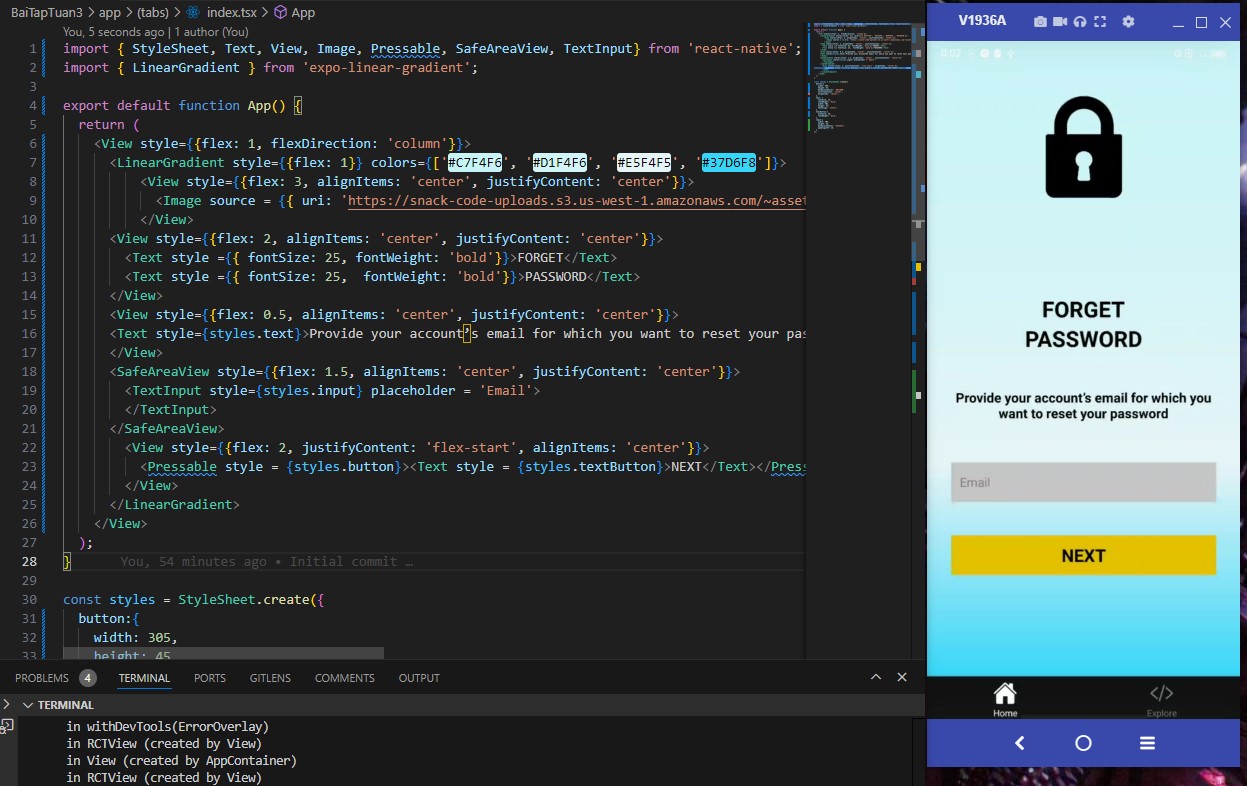 BaiTapTuan3 > app > (tabs) > index.tsx > App
You, 5 seconds ago | 1 author (You)
1 import { StyleSheet, Text, View, Image, Pressable, SafeAreaView, TextInput} from 'react-native';
2 import { LinearGradient } from 'expo-linear-gradient';
3
4 export default function App() {
5 return (
6 <View style={{flex: 1, flexDirection: 'column'}}>
7 <LinearGradient style={{flex: 1}} colors={['#C7F4F6', '#D1F4F6', '#E5F4F5', '#37D6F8']}>
8 <View style={{flex: 3, alignItems: 'center', justifyContent: 'center'}}>
9 <Image source = {{ uri: 'https://snack-code-uploads.s3.us-west-1.amazonaws.com/~asset
10 </View>
11 <View style={{flex: 2, alignItems: 'center', justifyContent: 'center'}}>
12 <Text style ={{ fontSize: 25, fontWeight: 'bold'}}>FORGET</Text>
13 <Text style ={{ fontSize: 25,  fontWeight: 'bold'}}>PASSWORD</Text>
14 </View>
15 <View style={{flex: 0.5, alignItems: 'center', justifyContent: 'center'}}>
16 <Text style={styles.text}>Provide your account’s email for which you want to reset your pas
17 </View>
18 <SafeAreaView style={{flex: 1.5, alignItems: 'center', justifyContent: 'center'}}>
19 <TextInput style={styles.input} placeholder = 'Email'>
20 </TextInput>
21 </SafeAreaView>
22 <View style={{flex: 2, justifyContent: 'flex-start', alignItems: 'center'}}>
23 <Pressable style = {styles.button}><Text style = {styles.textButton}>NEXT</Text></Press
24 </View>
25 </LinearGradient>
26 </View>
27 );
28 } You, 54 minutes ago • Initial commit …
29
30 const styles = StyleSheet.create({
31 button:{
32 width: 305,
33 height: 45
PROBLEMS 4 TERMINAL PORTS GITLENS COMMENTS OUTPUT
TERMINAL
in withDevTools(ErrorOverlay)
in RCTView (created by View)
in View (created by AppContainer)
in RCTView (created by View)
V1936A
8:02
FORGET
PASSWORD
Provide your account’s email for which you
want to reset your password
Email
NEXT
Home Explore